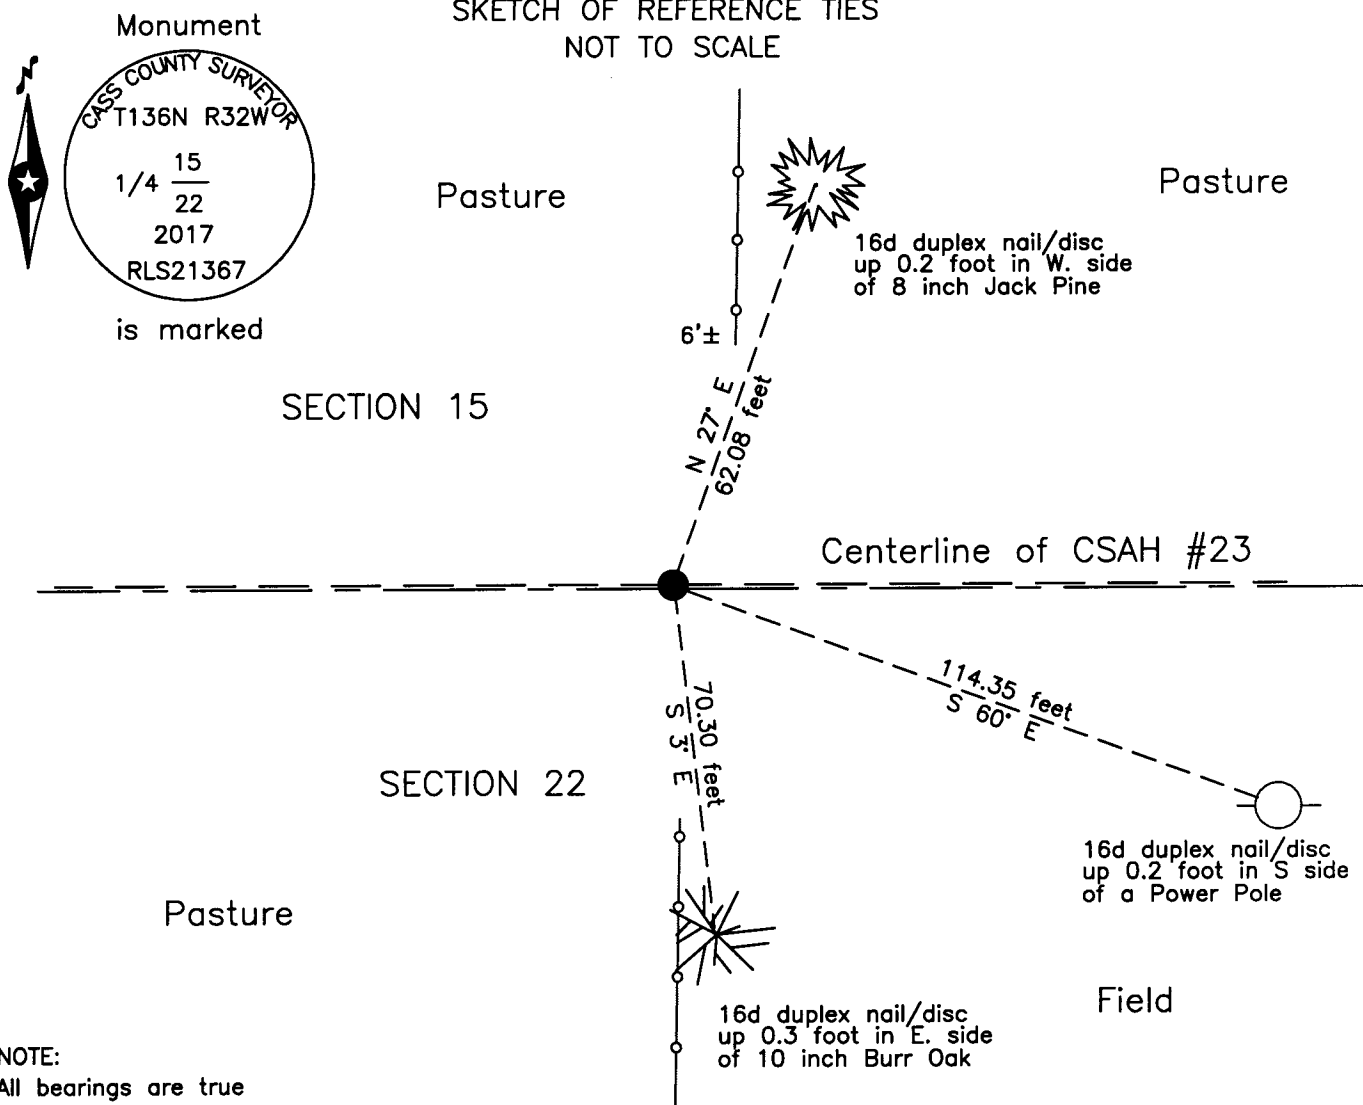 SKETCH OF REFERENCE TIES
NOT TO SCALE
Monument
N
CASS COUNTY SURVEYOR
T136N R32W
1/4 15
22
2017
RLS21367
is marked
Pasture
Pasture
16d duplex nail/disc
up 0.2 foot in W. side
of 8 inch Jack Pine
6'±
SECTION 15
N 27° E
62.08 feet
Centerline of CSAH #23
114.35 feet
S 60° E
70.30 feet
S 3° E
SECTION 22
16d duplex nail/disc
up 0.2 foot in S side
of a Power Pole
Pasture
Field
16d duplex nail/disc
up 0.3 foot in E. side
of 10 inch Burr Oak
NOTE:
All bearings are true